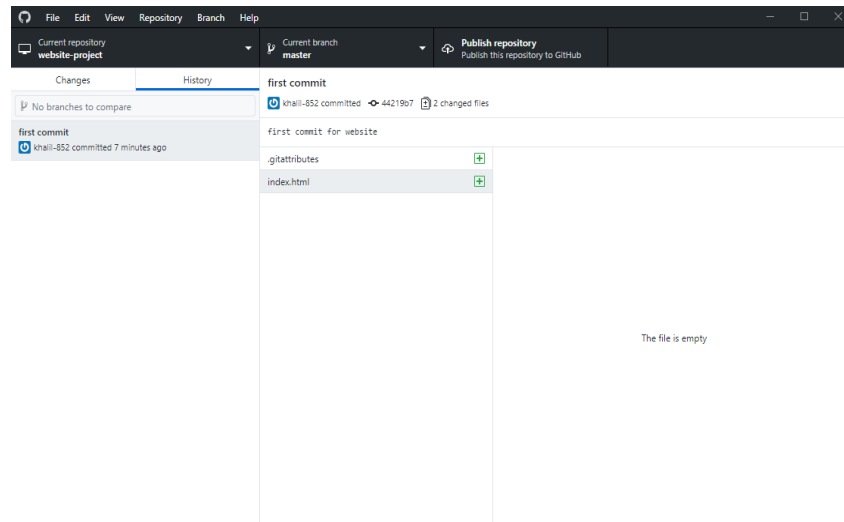 File Edit View Repository Branch Help
Current repository
website-project
Current branch
master
Publish repository
Publish this repository to GitHub
Changes
History
No branches to compare
first commit
khalil-852 committed 7 minutes ago
first commit
khalil-852 committed 44219b7 2 changed files
first commit for website
.gitattributes
index.html
The file is empty